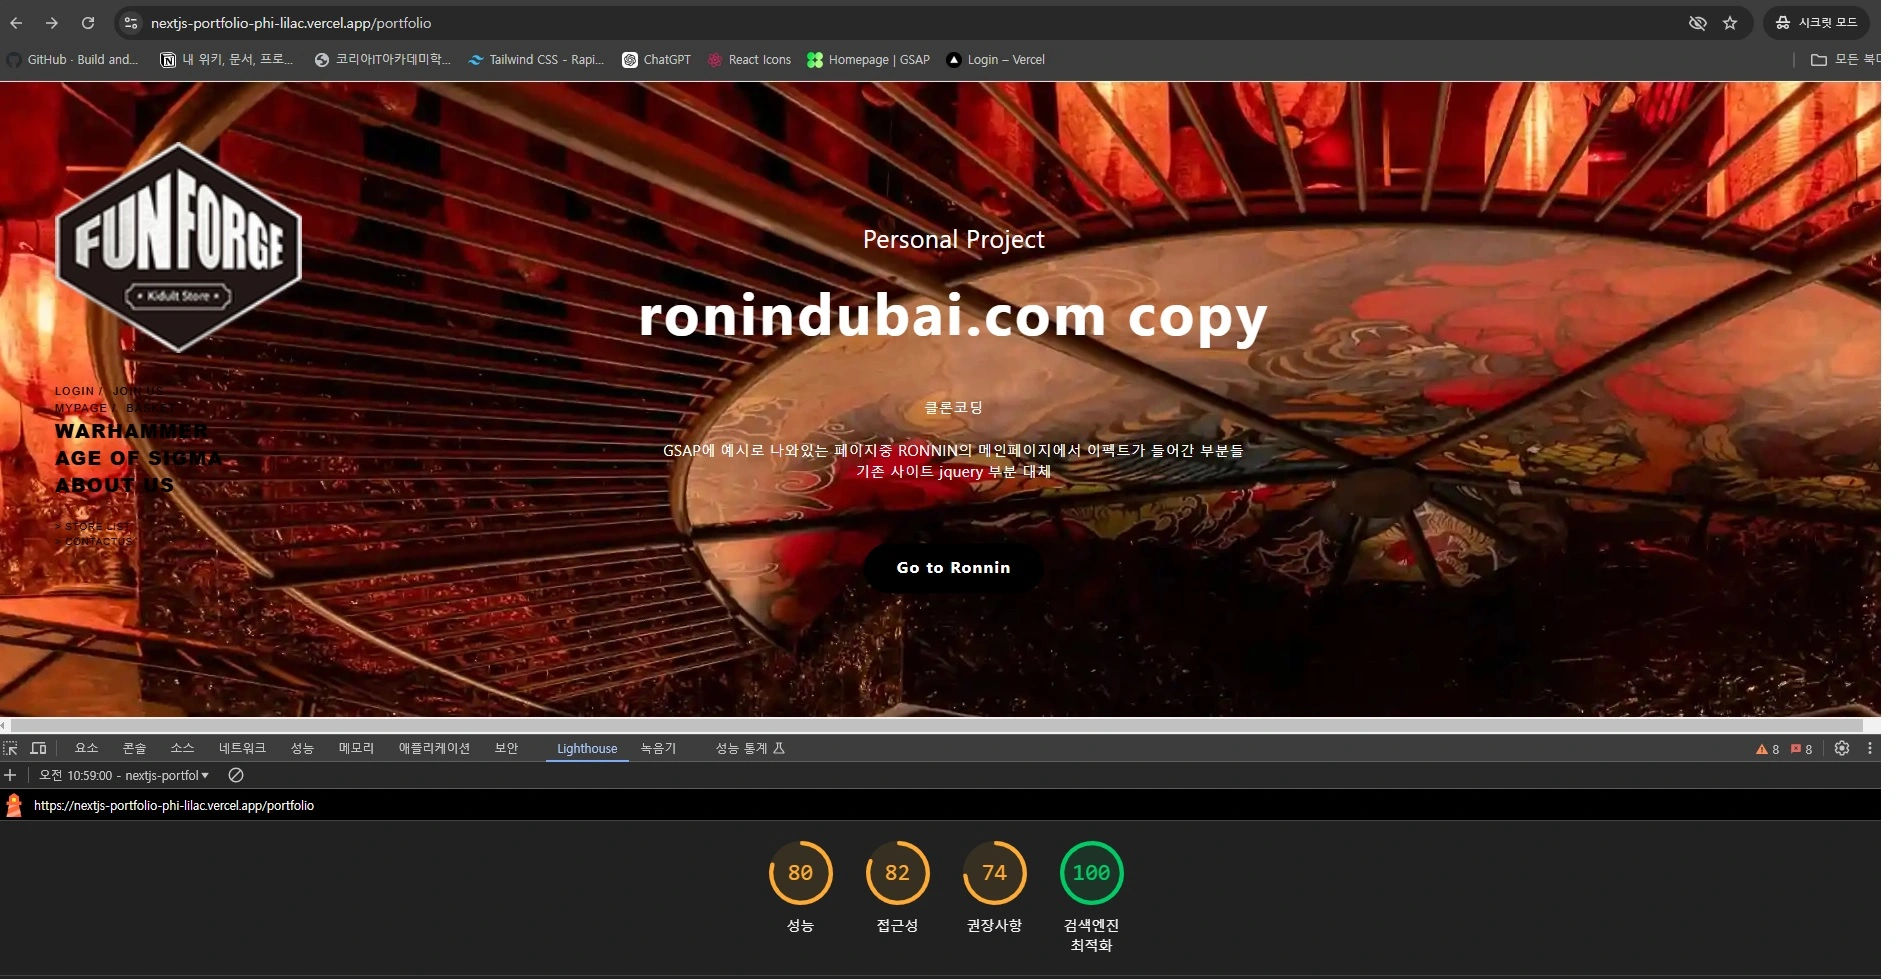 nextjs-portfolio-phi-lilac.vercel.app/portfolio
시크릿 모드
GitHub · Build and...
내 위키, 문서, 프로...
코리아IT아카데미학...
Tailwind CSS - Rapi...
ChatGPT
React Icons
Homepage | GSAP
Login – Vercel
모든 북
FUNFORGE
• Kidult Store •
Personal Project
ronindubai.com copy
LOGIN / JOIN US
MYPAGE / BASKET
WARHAMMER
AGE OF SIGMA
ABOUT US
> STORE LIST
> CONTACTUS
클론코딩
GSAP에 예시로 나와있는 페이지중 RONNIN의 메인페이지에서 이펙트가 들어간 부분들
기존 사이트 jquery 부분 대체
Go to Ronnin
요소
콘솔
소스
네트워크
성능
메모리
애플리케이션
보안
Lighthouse
녹음기
성능 통계
8
8
오전 10:59:00 - nextjs-portfol
https://nextjs-portfolio-phi-lilac.vercel.app/portfolio
80
82
74
100
성능
접근성
권장사항
검색엔진
최적화